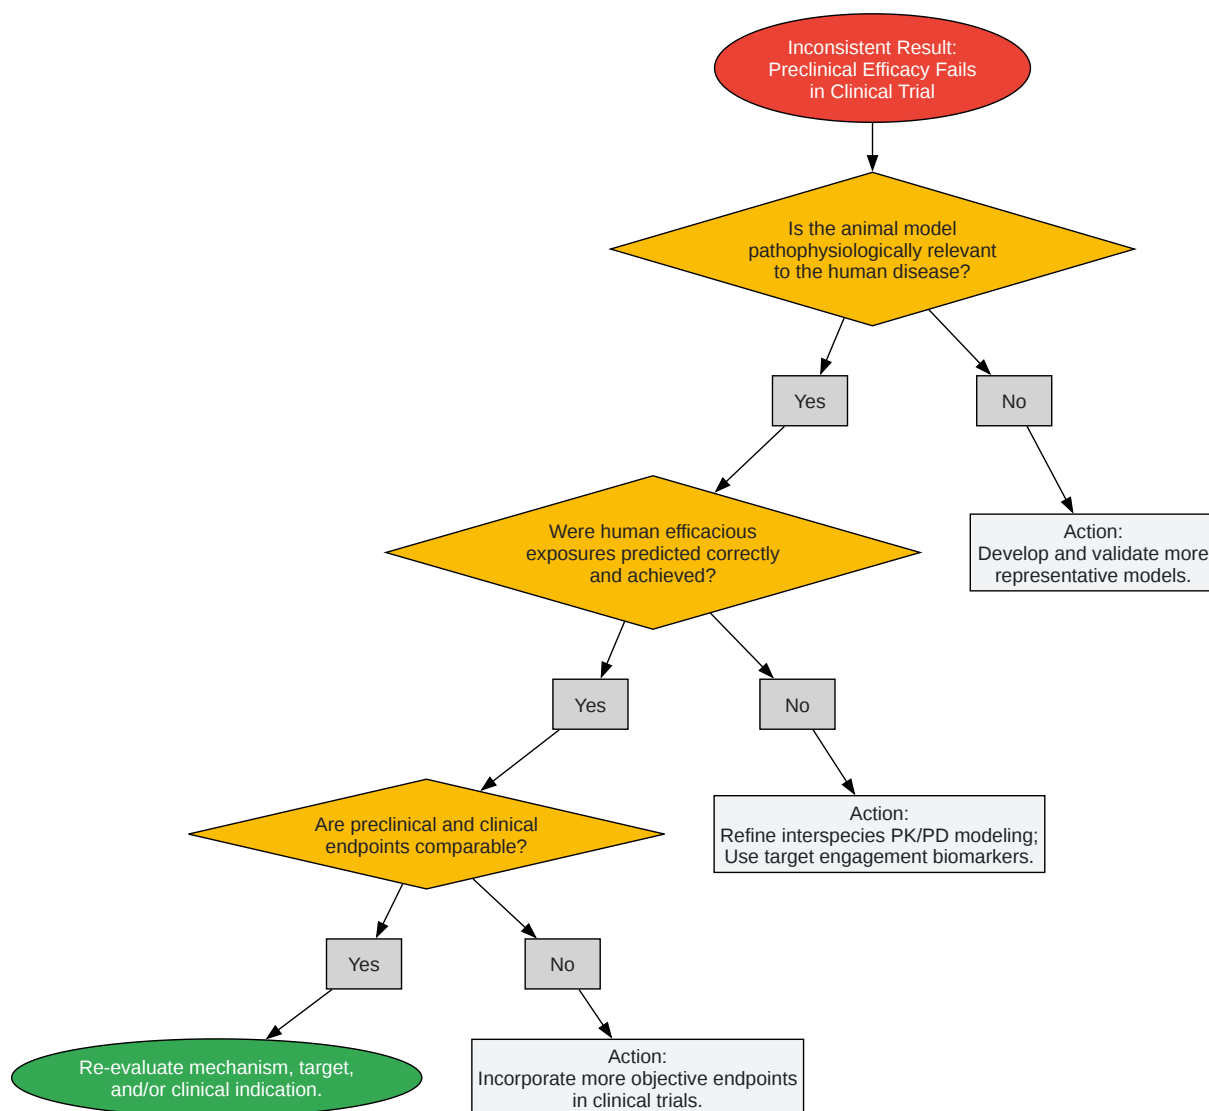 Inconsistent Result:
Preclinical Efficacy Fails
in Clinical Trial
Is the animal model
pathophysiologically relevant
to the human disease?
Yes
No
Were human efficacious
exposures predicted correctly
and achieved?
Action:
Develop and validate more
representative models.
Yes
No
Are preclinical and clinical
endpoints comparable?
Action:
Refine interspecies PK/PD modeling;
Use target engagement biomarkers.
Yes
No
Re-evaluate mechanism, target,
and/or clinical indication.
Action:
Incorporate more objective endpoints
in clinical trials.